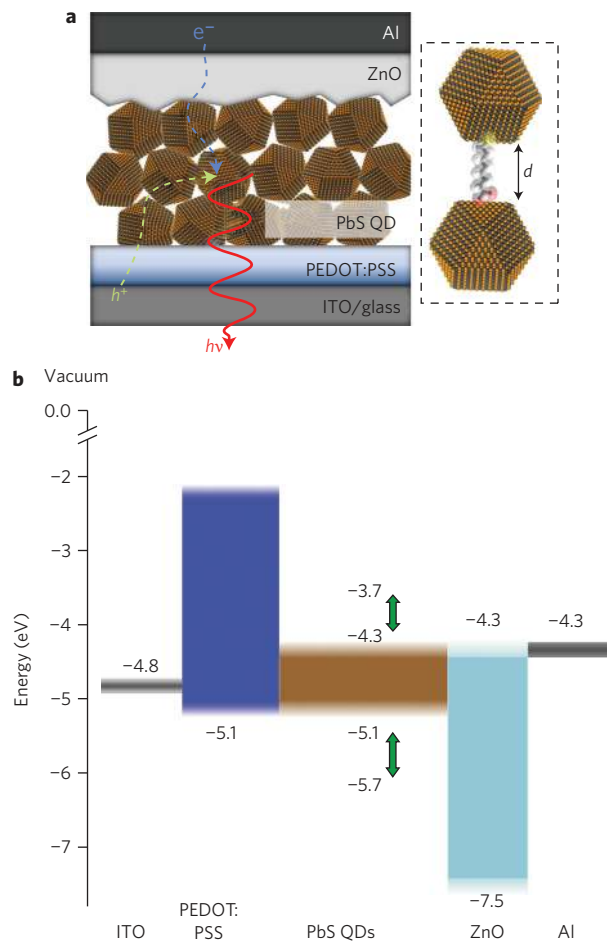 a
e−
Al
ZnO
d
PbS QD
PEDOT:PSS
h+
ITO/glass
hν
b Vacuum
0.0
−2
−3
−4
−5
−6
−7
Energy (eV)
−3.7
−4.3 −4.3 −4.3
−4.8
−5.1 −5.1
−5.7
−7.5
ITO
PEDOT:
PSS
PbS QDs
ZnO
Al